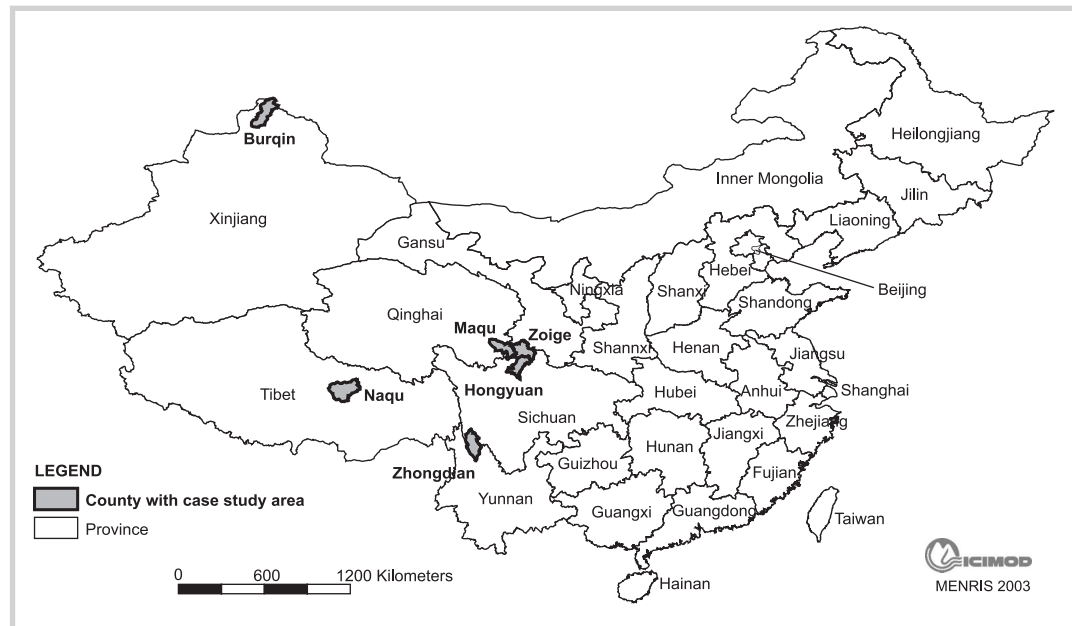 Heilongjiang
Burqin
Inner Mongolia
Jilin
Xinjiang
Liaoning
Gansu
Hebei
Beijing
Ningxia
Shanxi
Shandong
Qinghai
Maqu
Zoige
Shannxi
Henan
Jiangsu
Tibet
Naqu
Hongyuan
Hubei
Anhui
Shanghai
Sichuan
Zhejiang
Hunan
Jiangxi
LEGEND
Zhongdian
Guizhou
Fujian
County with case study area
Yunnan
Guangxi
Guangdong
Taiwan
Province
0 600 1200 Kilometers
ICIMOD
Hainan
MENRIS 2003